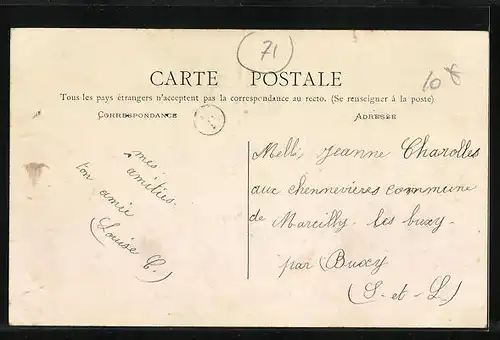 71
10
CARTE POSTALE
Tous les pays étrangers n'acceptent pas la correspondance au recto. (Se renseigner à la poste)
CORRESPONDANCE
ADRESSE
mes
amitiés
ton amie
(Louise C.)
Melle Jeanne Charolles
aux chennevières commune
de Marcilly-les buxy-
par Buxy
(S-et-L)